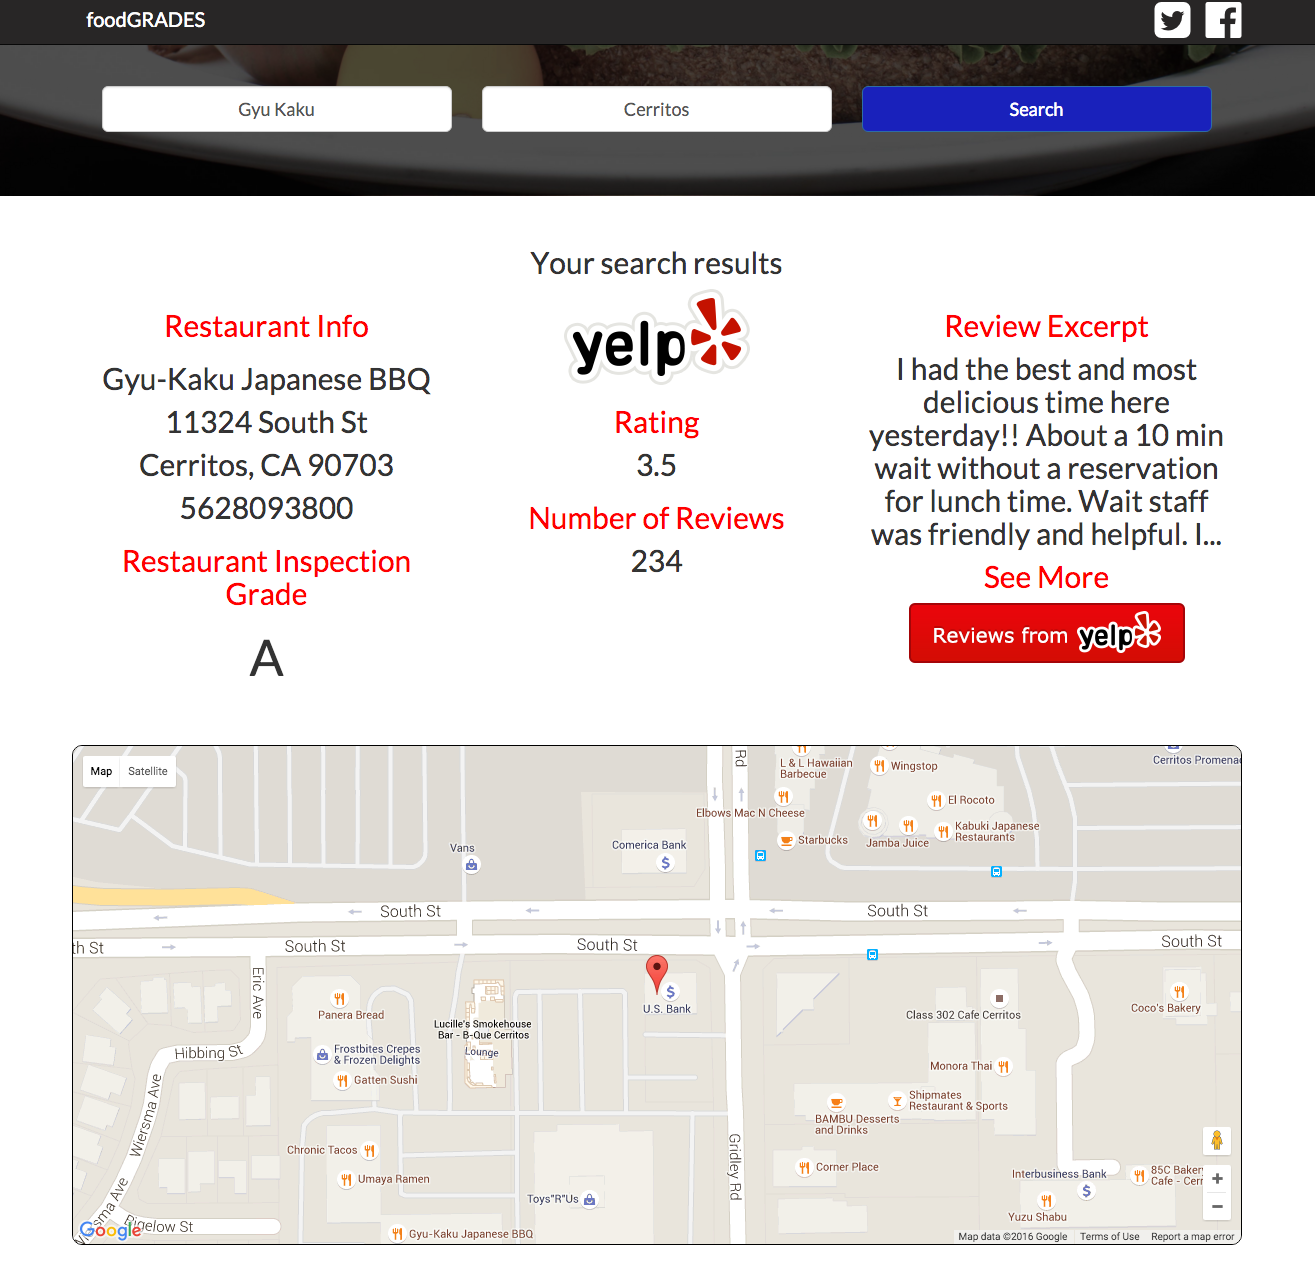 foodGRADES
Gyu Kaku
Cerritos
Search
Your search results
Restaurant Info
Gyu-Kaku Japanese BBQ
11324 South St
Cerritos, CA 90703
5628093800
Restaurant Inspection
Grade
A
yelp
Rating
3.5
Number of Reviews
234
Review Excerpt
I had the best and most
delicious time here
yesterday!! About a 10 min
wait without a reservation
for lunch time. Wait staff
was friendly and helpful. I...
See More
Reviews from yelp
Map
Satellite
Rd
L & L Hawaiian
Barbecue
Wingstop
Cerritos Promena
El Rocoto
Elbows Mac N Cheese
Starbucks
Jamba Juice
Kabuki Japanese
Restaurants
Vans
Comerica Bank
South St
South St
th St
South St
South St
South St
Eric Ave
Panera Bread
Lucille's Smokehouse
Bar - B-Que Cerritos
Lounge
U.S. Bank
Class 302 Cafe Cerritos
Coco's Bakery
Hibbing St
Frostbites Crepes
& Frozen Delights
Gatten Sushi
Monora Thai
Wiersma Ave
Shipmates
Restaurant & Sports
BAMBU Desserts
and Drinks
Chronic Tacos
Umaya Ramen
Gridley Rd
Corner Place
Interbusiness Bank
85C Baker
Cafe - Cerr
Toys"R"Us
Yuzu Shabu
sma Ave
Bigelow St
Google
Gyu-Kaku Japanese BBQ
Map data ©2016 Google
Terms of Use
Report a map error